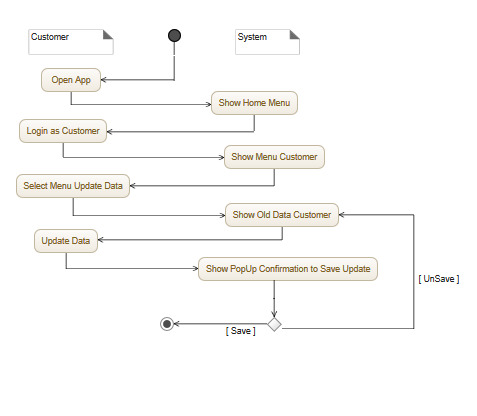 Customer
System
Open App
Show Home Menu
Login as Customer
Show Menu Customer
Select Menu Update Data
Show Old Data Customer
Update Data
Show PopUp Confirmation to Save Update
[ UnSave ]
[ Save ]